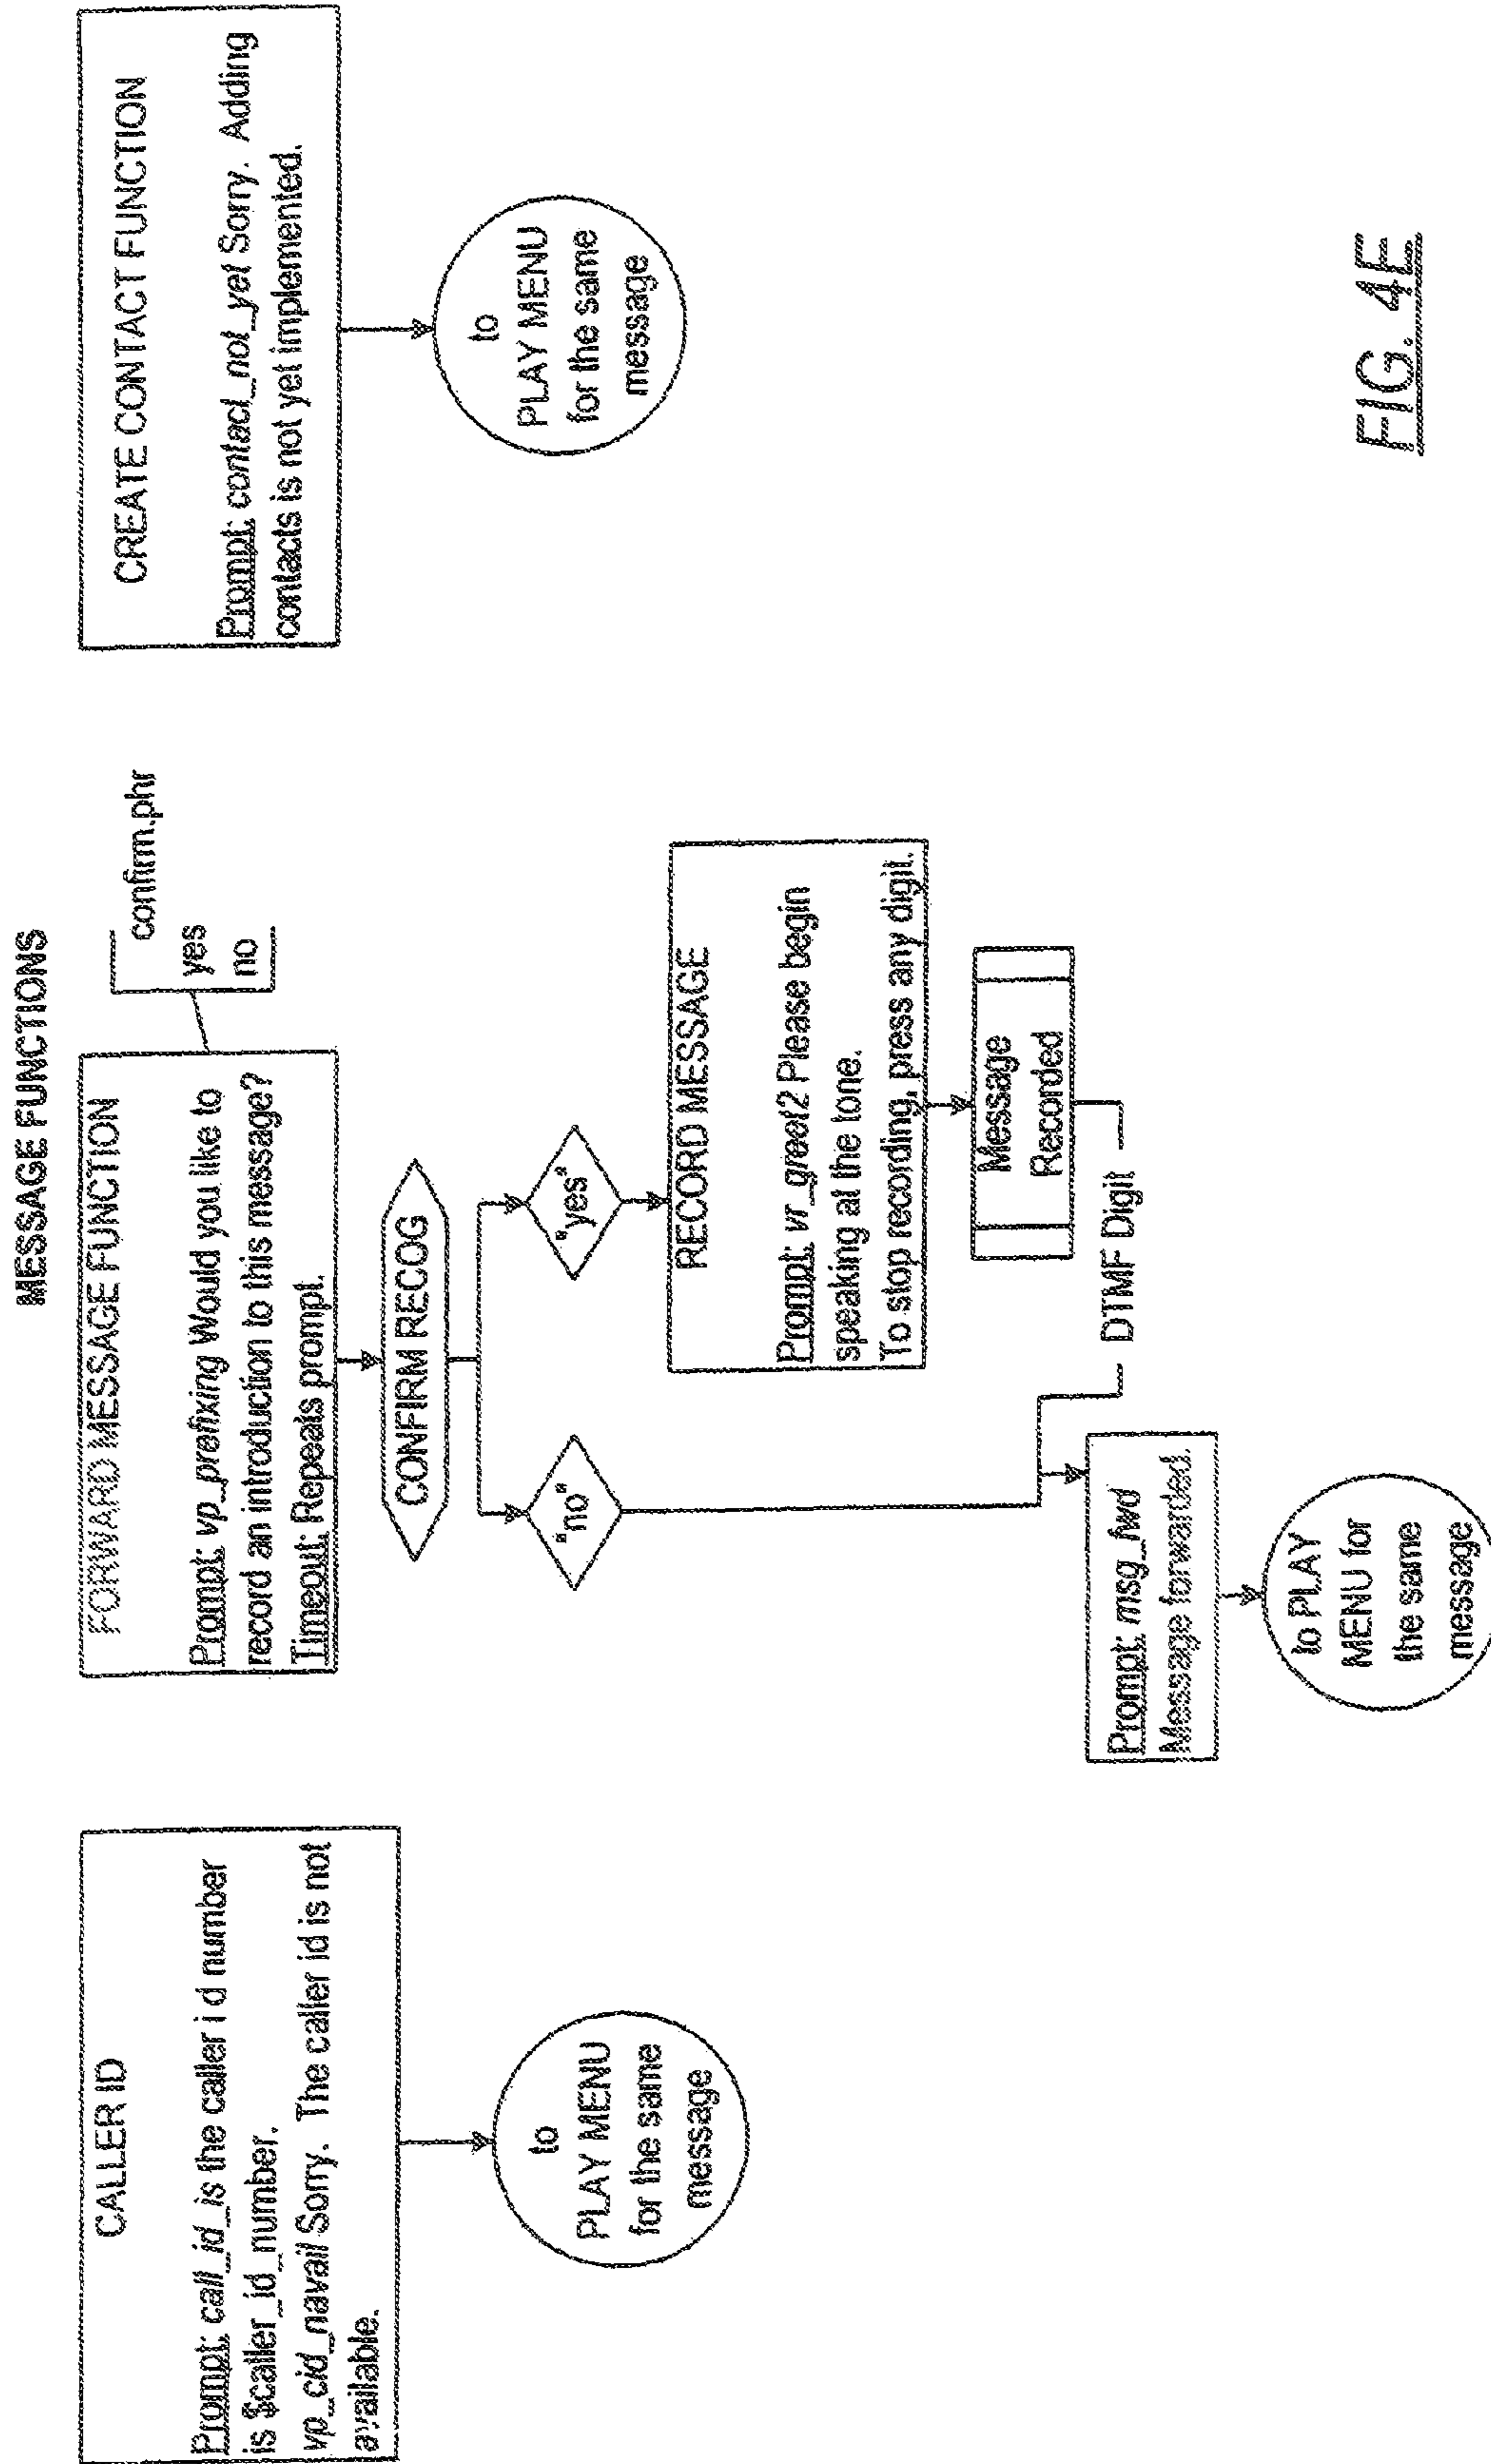 MESSAGE FUNCTIONS
CALLER ID
Prompt: call_id_is the caller i d number
is $caller_id_number.
vp_cid_navail Sorry. The caller id is not
available.
to
PLAY MENU
for the same
message
FORWARD MESSAGE FUNCTION
Prompt: vp_prefixing Would you like to
record an introduction to this message?
Timeout: Repeats prompt.
confirm.phr
yes
no
CONFIRM RECOG
"no"
"yes"
RECORD MESSAGE
Prompt: vr_greet2 Please begin
speaking at the tone.
To stop recording, press any digit.
Message
Recorded
DTMF Digit
Prompt: msg_fwd
Message forwarded.
to PLAY
MENU for
the same
message
CREATE CONTACT FUNCTION
Prompt: contact_not_yet Sorry. Adding
contacts is not yet implemented.
to
PLAY MENU
for the same
message
FIG. 4E